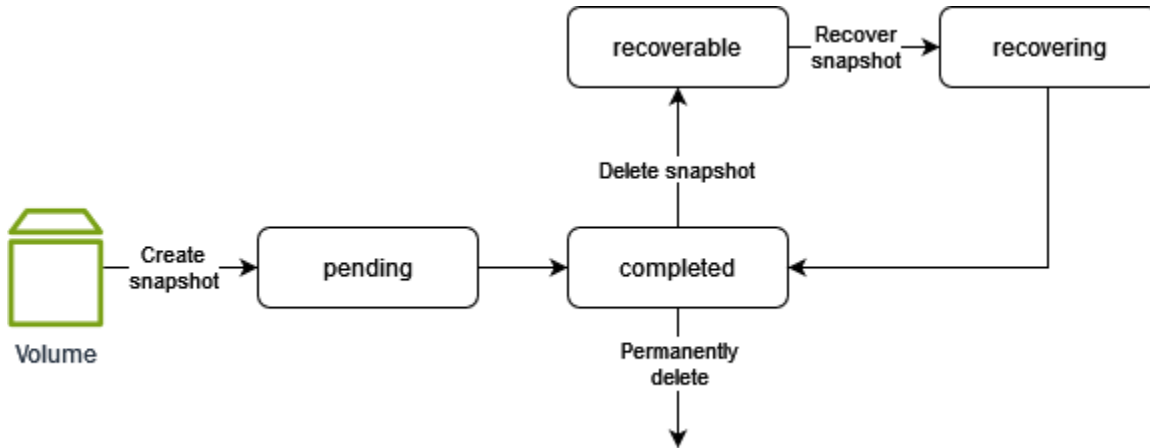 recoverable
Recover
snapshot
recovering
Delete snapshot
Create
snapshot
pending
completed
Volume
Permanently
delete